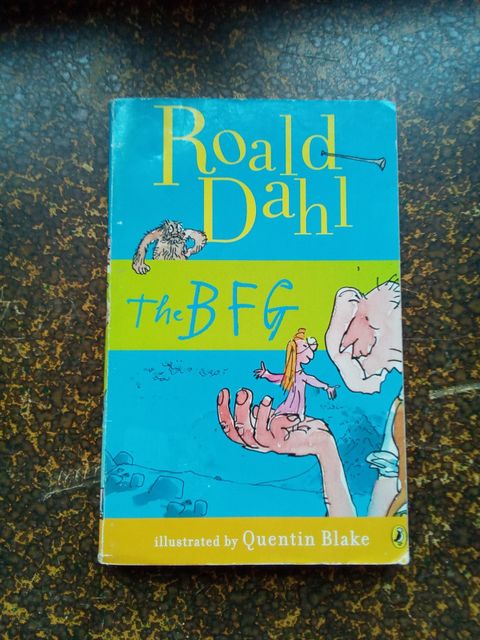 Roald
Dahl
the BFG
illustrated by Quentin Blake